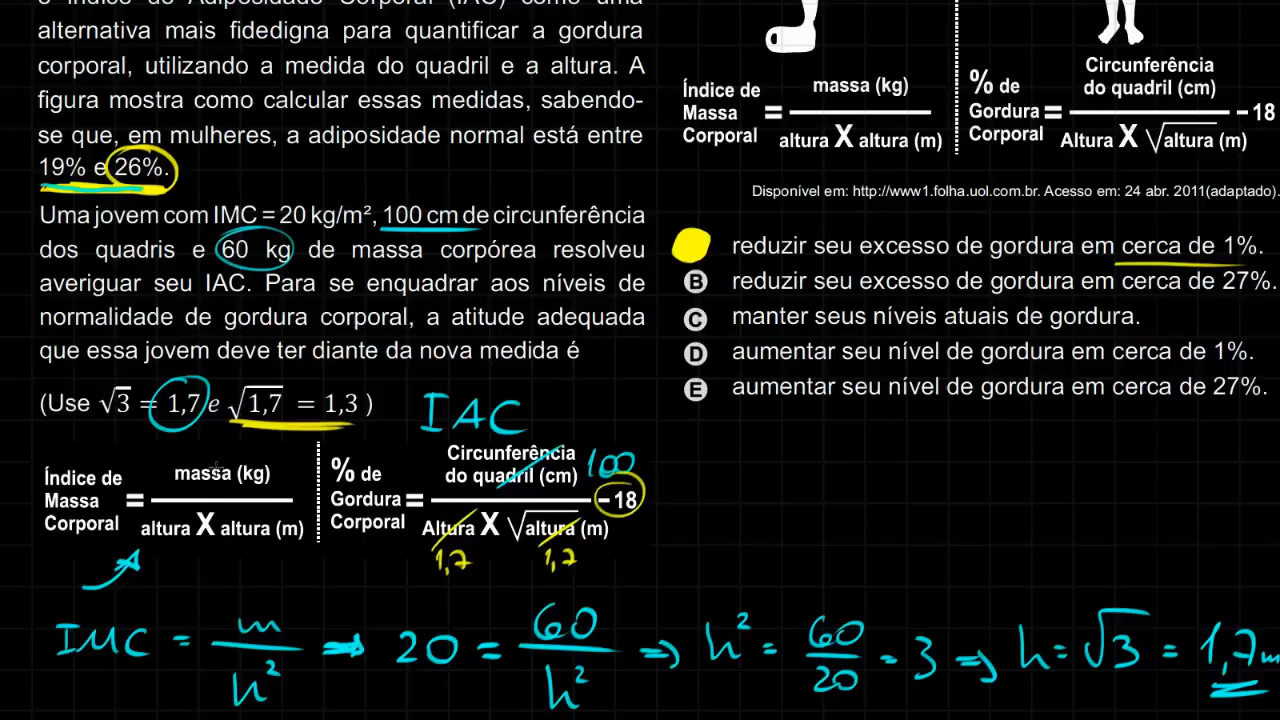 o Índice de Adiposidade Corporal (IAC) como uma
alternativa mais fidedigna para quantificar a gordura
corporal, utilizando a medida do quadril e a altura. A
figura mostra como calcular essas medidas, sabendo-
se que, em mulheres, a adiposidade normal está entre
19% e 26%.
Uma jovem com IMC = 20 kg/m², 100 cm de circunferência
dos quadris e 60 kg de massa corpórea resolveu
averiguar seu IAC. Para se enquadrar aos níveis de
normalidade de gordura corporal, a atitude adequada
que essa jovem deve ter diante da nova medida é
(Use √3 = 1,7 e √1,7 = 1,3 )
IAC
Índice de Massa Corporal = massa (kg) / altura X altura (m)
% de Gordura Corporal = Circunferência do quadril (cm) / Altura X √altura (m) – 18
100
1,7 1,7
Índice de Massa Corporal = massa (kg) / altura X altura (m)
% de Gordura Corporal = Circunferência do quadril (cm) / Altura X √altura (m) – 18
Disponível em: http://www1.folha.uol.com.br. Acesso em: 24 abr. 2011(adaptado).
reduzir seu excesso de gordura em cerca de 1%.
B reduzir seu excesso de gordura em cerca de 27%.
C manter seus níveis atuais de gordura.
D aumentar seu nível de gordura em cerca de 1%.
E aumentar seu nível de gordura em cerca de 27%.
IMC = m / h² ⇒ 20 = 60 / h² ⇒ h² = 60 / 20 = 3 ⇒ h = √3 = 1,7m